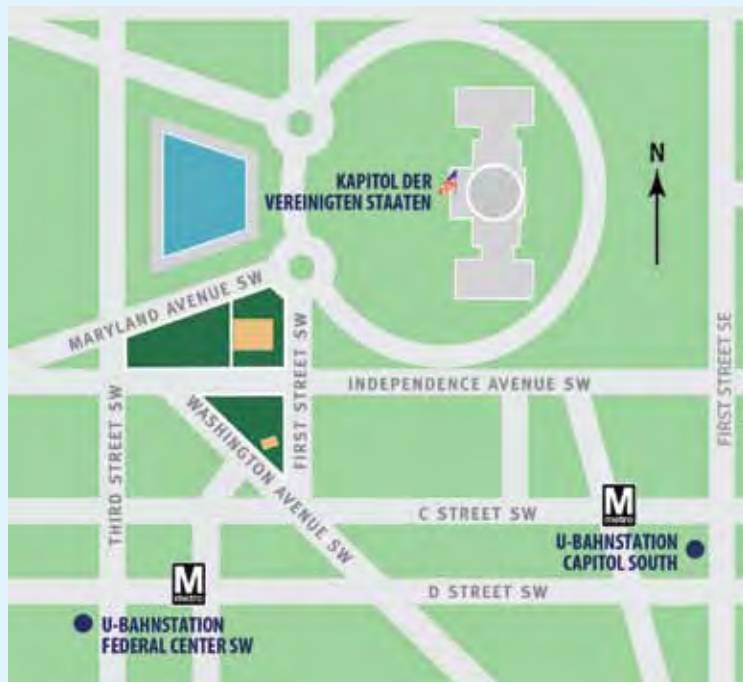 N
KAPITOL DER
VEREINIGTEN STAATEN
MARYLAND AVENUE SW
FIRST STREET SW
INDEPENDENCE AVENUE SW
FIRST STREET SE
THIRD STREET SW
WASHINGTON AVENUE SW
C STREET SW
M
metro
U-BAHNSTATION
CAPITOL SOUTH
M
metro
D STREET SW
U-BAHNSTATION
FEDERAL CENTER SW